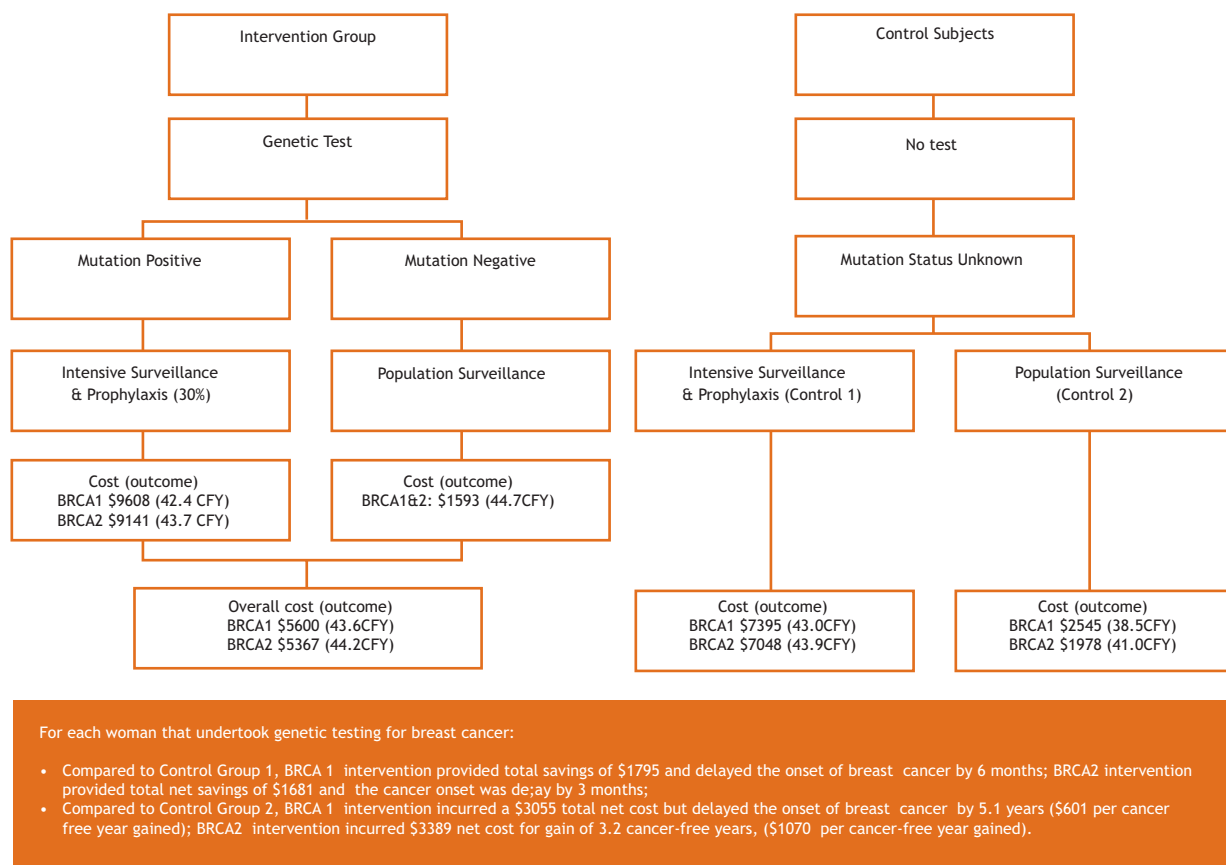 Intervention Group
Genetic Test
Mutation Positive
Mutation Negative
Intensive Surveillance
& Prophylaxis (30%)
Population Surveillance
Cost (outcome)
BRCA1 $9608 (42.4 CFY)
BRCA2 $9141 (43.7 CFY)
Cost (outcome)
BRCA1&2: $1593 (44.7CFY)
Overall cost (outcome)
BRCA1 $5600 (43.6CFY)
BRCA2 $5367 (44.2CFY)
Control Subjects
No test
Mutation Status Unknown
Intensive Surveillance
& Prophylaxis (Control 1)
Population Surveillance
(Control 2)
Cost (outcome)
BRCA1 $7395 (43.0CFY)
BRCA2 $7048 (43.9CFY)
Cost (outcome)
BRCA1 $2545 (38.5CFY)
BRCA2 $1978 (41.0CFY)
For each woman that undertook genetic testing for breast cancer:
• Compared to Control Group 1, BRCA 1 intervention provided total savings of $1795 and delayed the onset of breast cancer by 6 months; BRCA2 intervention
provided total net savings of $1681 and the cancer onset was de;ay by 3 months;
• Compared to Control Group 2, BRCA 1 intervention incurred a $3055 total net cost but delayed the onset of breast cancer by 5.1 years ($601 per cancer
free year gained); BRCA2 intervention incurred $3389 net cost for gain of 3.2 cancer-free years, ($1070 per cancer-free year gained).